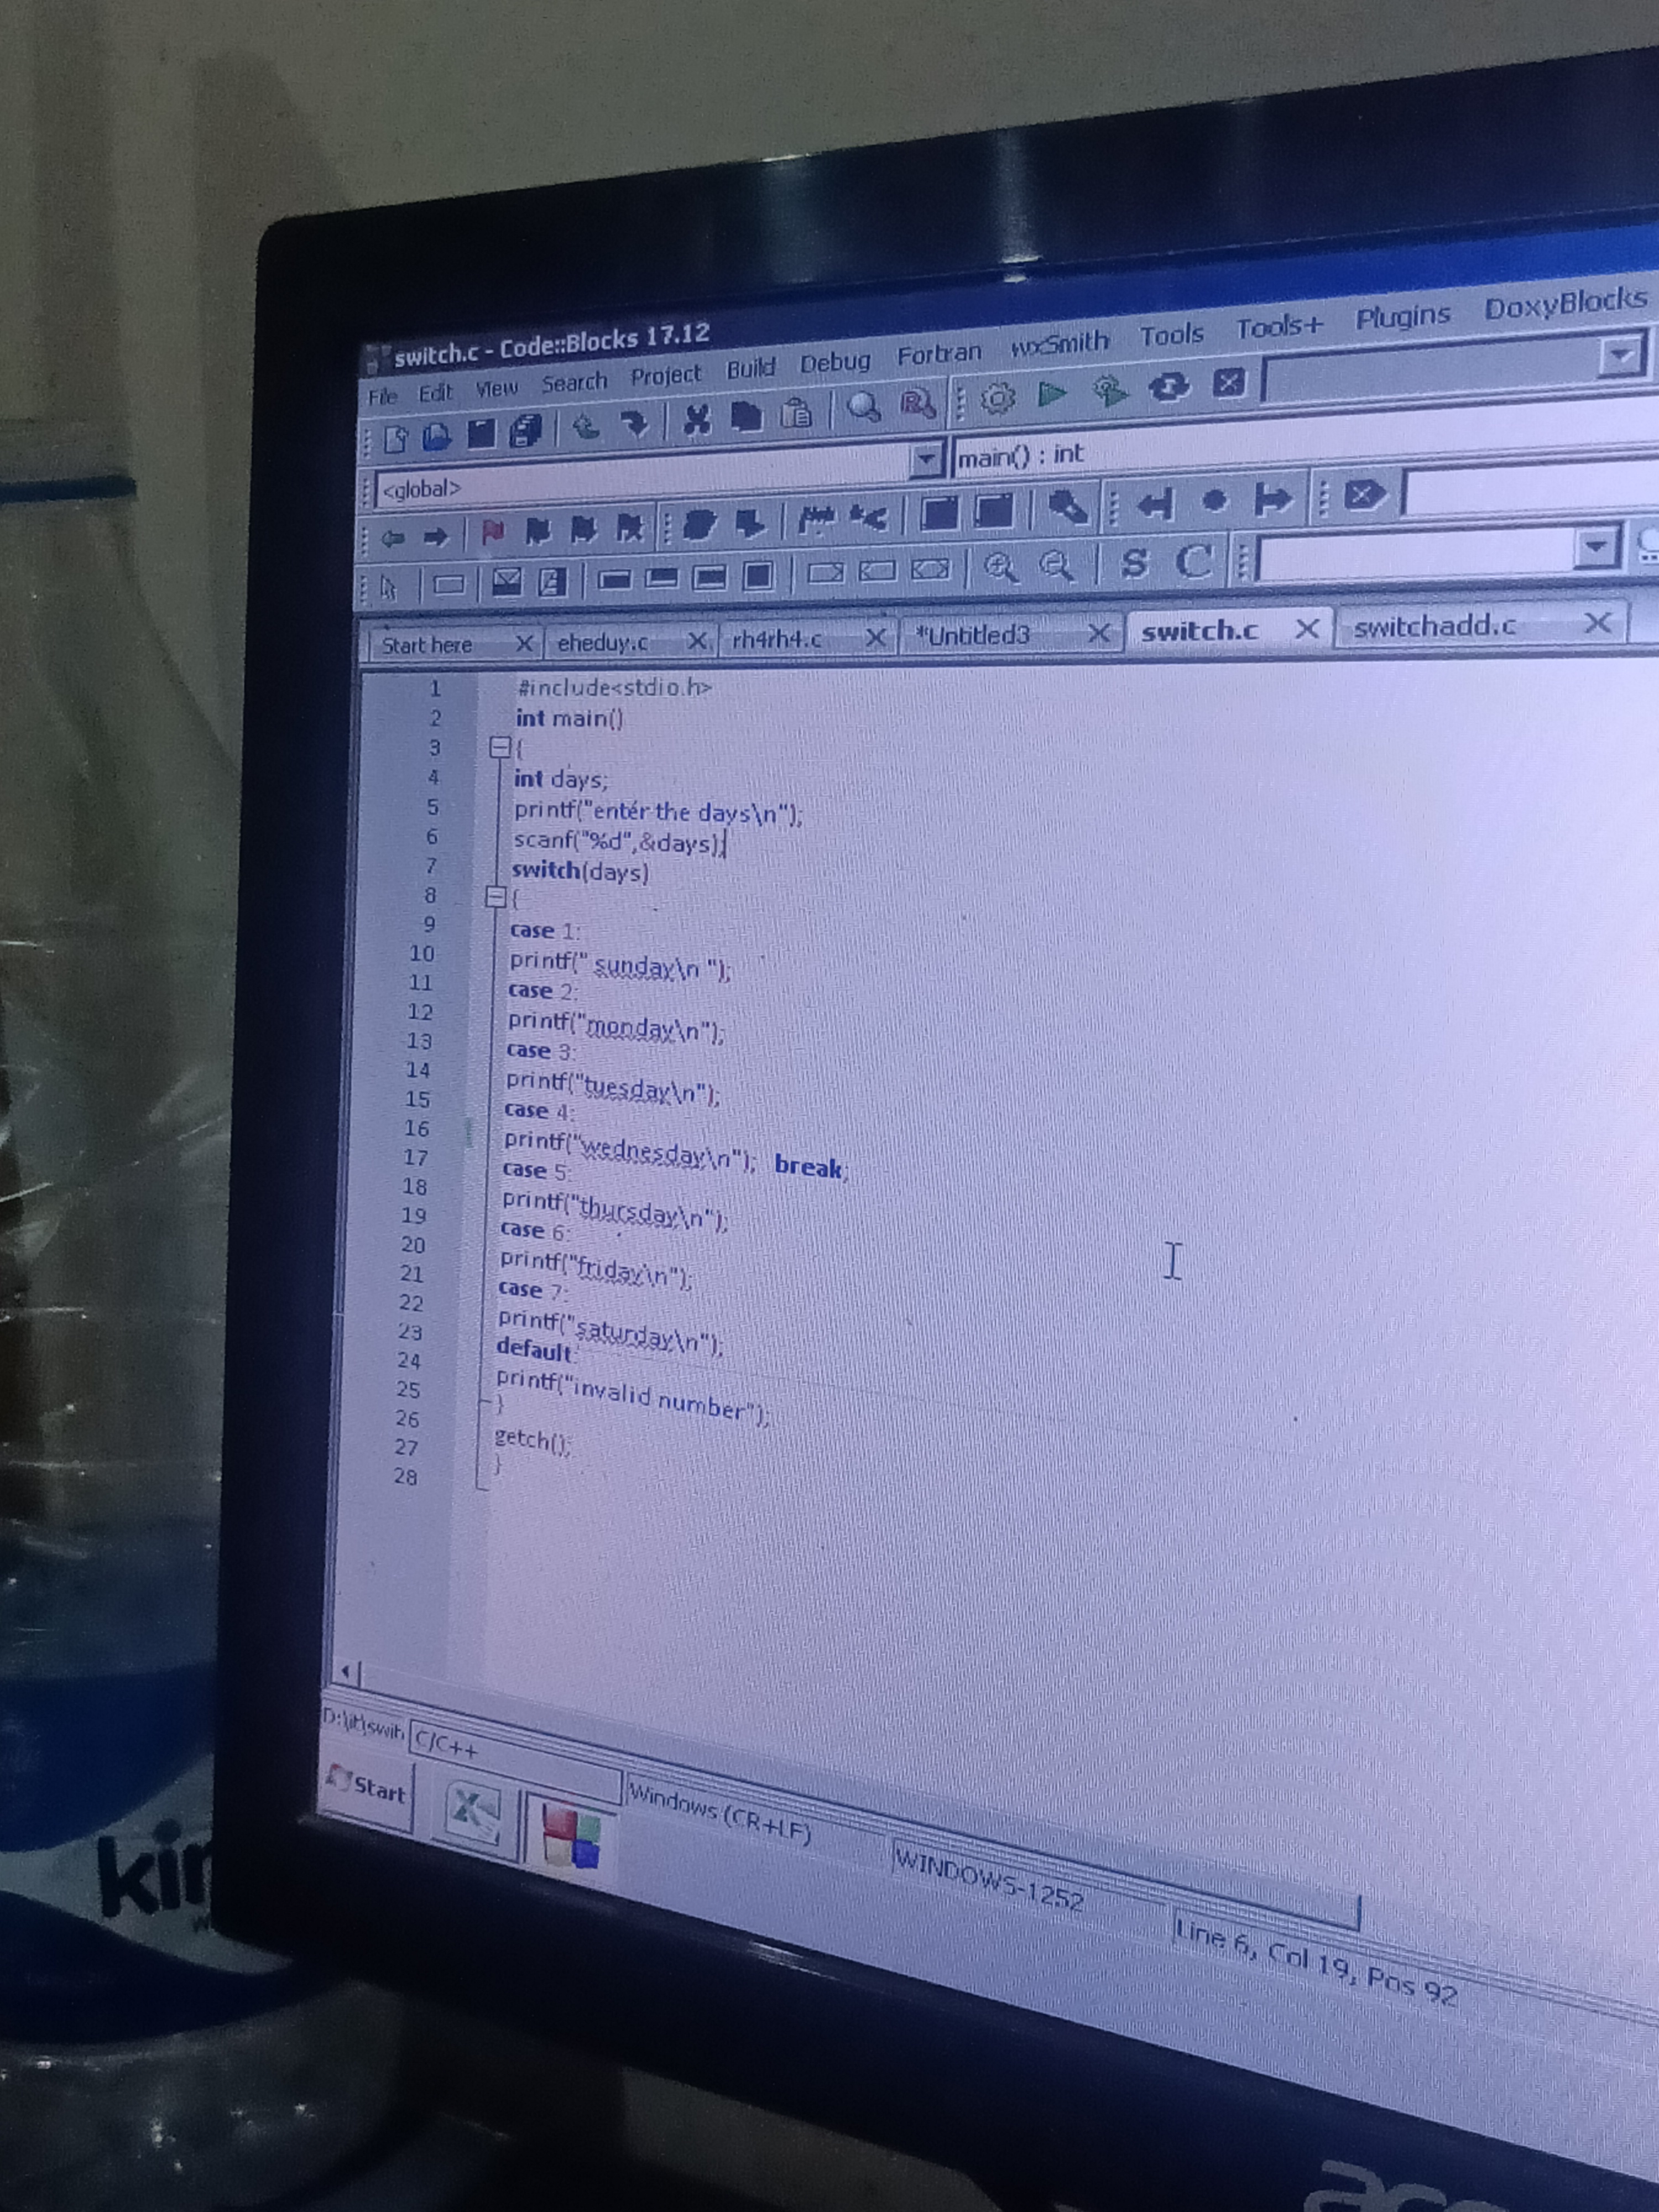 switch.c - Code::Blocks 17.12
File Edit View Search Project Build Debug Fortran wxSmith Tools Tools+ Plugins DoxyBlocks
<global> main() : int
S C
Start here eheduy.c rh4rh4.c *Untitled3 switch.c switchadd.c
1 #include<stdio.h>
2 int main()
3 {
4 int days;
5 printf("enter the days\n");
6 scanf("%d",&days);
7 switch(days)
8 {
9 case 1:
10 printf(" sunday\n ");
11 case 2:
12 printf("monday\n");
13 case 3:
14 printf("tuesday\n");
15 case 4:
16 printf("wednesday\n"); break;
17 case 5:
18 printf("thursday\n");
19 case 6:
20 printf("friday\n");
21 case 7:
22 printf("saturday\n");
23 default:
24 printf("invalid number");
25 }
26 getch();
27 }
28
D:\it\swith C/C++ Windows (CR+LF) WINDOWS-1252 Line 6, Col 19, Pos 92
Start